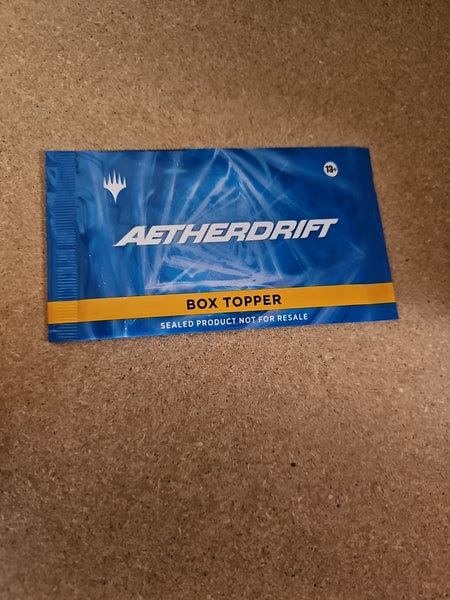 13+
AETHERDRIFT
BOX TOPPER
SEALED PRODUCT NOT FOR RESALE